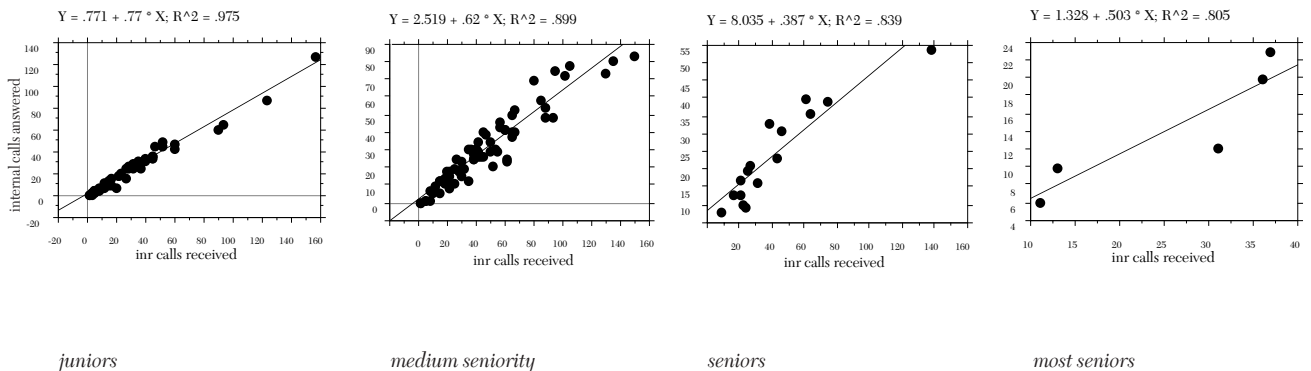 Y = .771 + .77 * X; R^2 = .975
140
120
100
80
60
40
20
0
-20
internal calls answered
-20 0 20 40 60 80 100 120 140 160
inr calls received
juniors
Y = 2.519 + .62 * X; R^2 = .899
90
80
70
60
50
40
30
20
10
0
0 20 40 60 80 100 120 140 160
inr calls received
medium seniority
Y = 8.035 + .387 * X; R^2 = .839
55
50
45
40
35
30
25
20
15
10
20 40 60 80 100 120 140 160
inr calls received
seniors
Y = 1.328 + .503 * X; R^2 = .805
24
22
20
18
16
14
12
10
8
6
4
10 15 20 25 30 35 40
inr calls received
most seniors